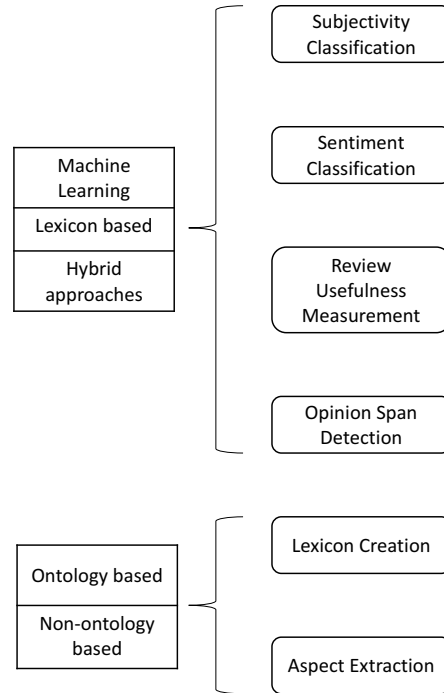 Subjectivity
Classification
Sentiment
Classification
Machine
Learning
Lexicon based
Hybrid
approaches
Review
Usefulness
Measurement
Opinion Span
Detection
Lexicon Creation
Ontology based
Non-ontology
based
Aspect Extraction